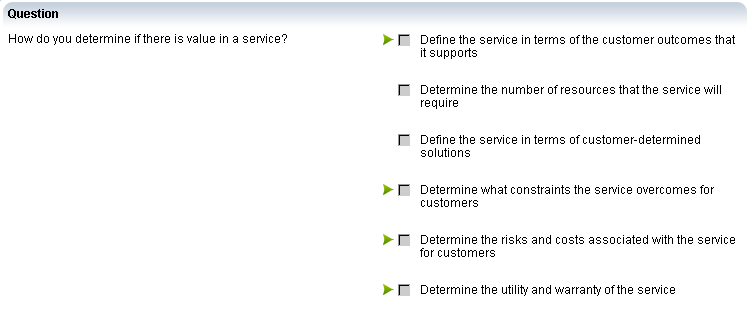 Question
How do you determine if there is value in a service?
Define the service in terms of the customer outcomes that
it supports
Determine the number of resources that the service will
require
Define the service in terms of customer-determined
solutions
Determine what constraints the service overcomes for
customers
Determine the risks and costs associated with the service
for customers
Determine the utility and warranty of the service